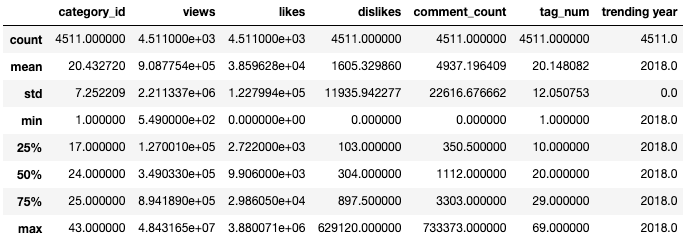 category_id views likes dislikes comment_count tag_num trending year
count 4511.000000 4.511000e+03 4.511000e+03 4511.000000 4511.000000 4511.000000 4511.0
mean 20.432720 9.087754e+05 3.859628e+04 1605.329860 4937.196409 20.148082 2018.0
std 7.252209 2.211337e+06 1.227994e+05 11935.942277 22616.676662 12.050753 0.0
min 1.000000 5.490000e+02 0.000000e+00 0.000000 0.000000 1.000000 2018.0
25% 17.000000 1.270010e+05 2.722000e+03 103.000000 350.500000 10.000000 2018.0
50% 24.000000 3.490330e+05 9.906000e+03 304.000000 1112.000000 20.000000 2018.0
75% 25.000000 8.941890e+05 2.986050e+04 897.500000 3303.000000 29.000000 2018.0
max 43.000000 4.843165e+07 3.880071e+06 629120.000000 733373.000000 69.000000 2018.0